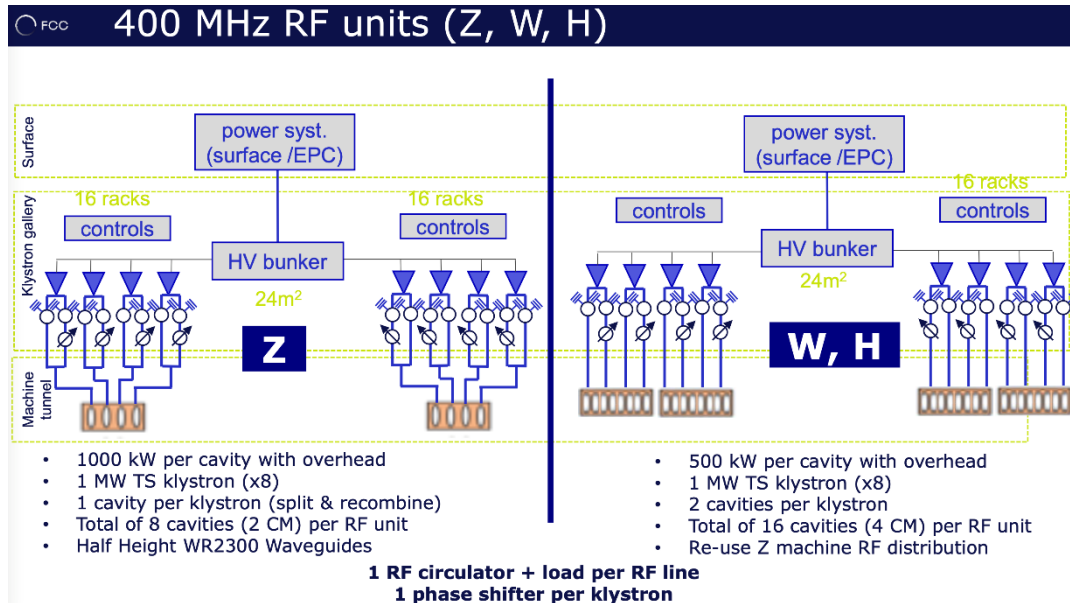 FCC
400 MHz RF units (Z, W, H)
Surface
power syst.
(surface /EPC)
Klystron gallery
16 racks
controls
16 racks
controls
HV bunker
24m²
Z
Machine
tunnel
power syst.
(surface /EPC)
controls
16 racks
controls
HV bunker
24m²
W, H
• 1000 kW per cavity with overhead
• 1 MW TS klystron (x8)
• 1 cavity per klystron (split & recombine)
• Total of 8 cavities (2 CM) per RF unit
• Half Height WR2300 Waveguides
• 500 kW per cavity with overhead
• 1 MW TS klystron (x8)
• 2 cavities per klystron
• Total of 16 cavities (4 CM) per RF unit
• Re-use Z machine RF distribution
1 RF circulator + load per RF line
1 phase shifter per klystron